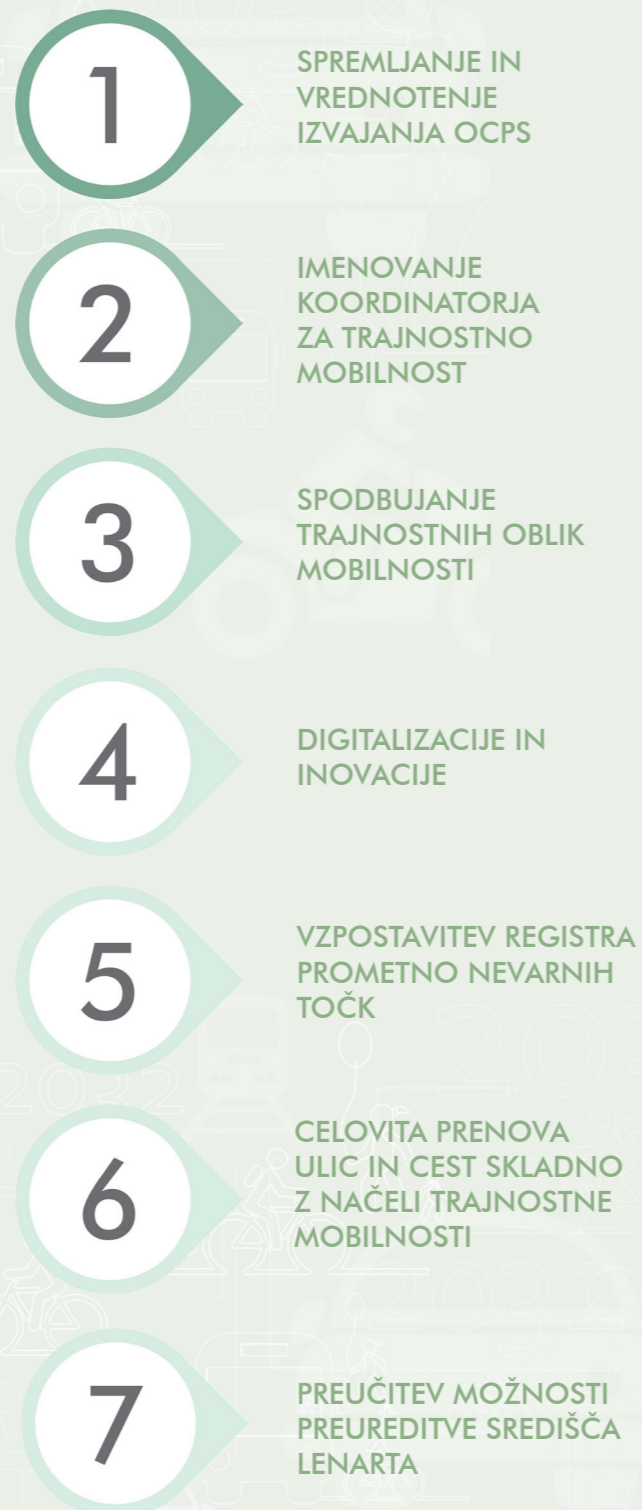 1
SPREMLJANJE IN
VREDNOTENJE
IZVAJANJA OCPS
2
IMENOVANJE
KOORDINATORJA
ZA TRAJNOSTNO
MOBILNOST
3
SPODBUJANJE
TRAJNOSTNIH OBLIK
MOBILNOSTI
4
DIGITALIZACIJE IN
INOVACIJE
5
VZPOSTAVITEV REGISTRA
PROMETNO NEVARNIH
TOČK
2032
6
CELOVITA PRENOVA
ULIC IN CEST SKLADNO
Z NAČELI TRAJNOSTNE
MOBILNOSTI
2032
7
PREUČITEV MOŽNOSTI
PREUREDITVE SREDIŠČA
LENARTA